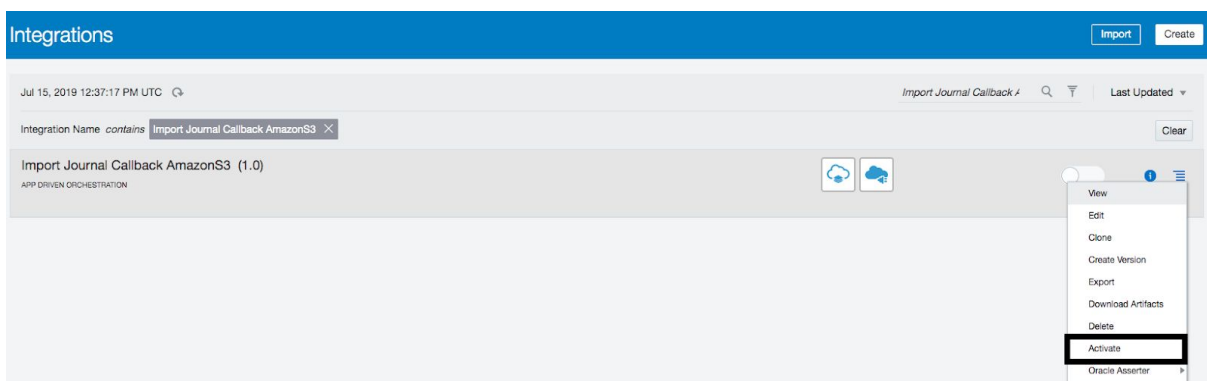 Integrations
Import
Create
Jul 15, 2019 12:37:17 PM UTC
Import Journal Callback A
Last Updated
Integration Name contains Import Journal Callback AmazonS3
Clear
Import Journal Callback AmazonS3 (1.0)
APP DRIVEN ORCHESTRATION
View
Edit
Clone
Create Version
Export
Download Artifacts
Delete
Activate
Oracle Asserter